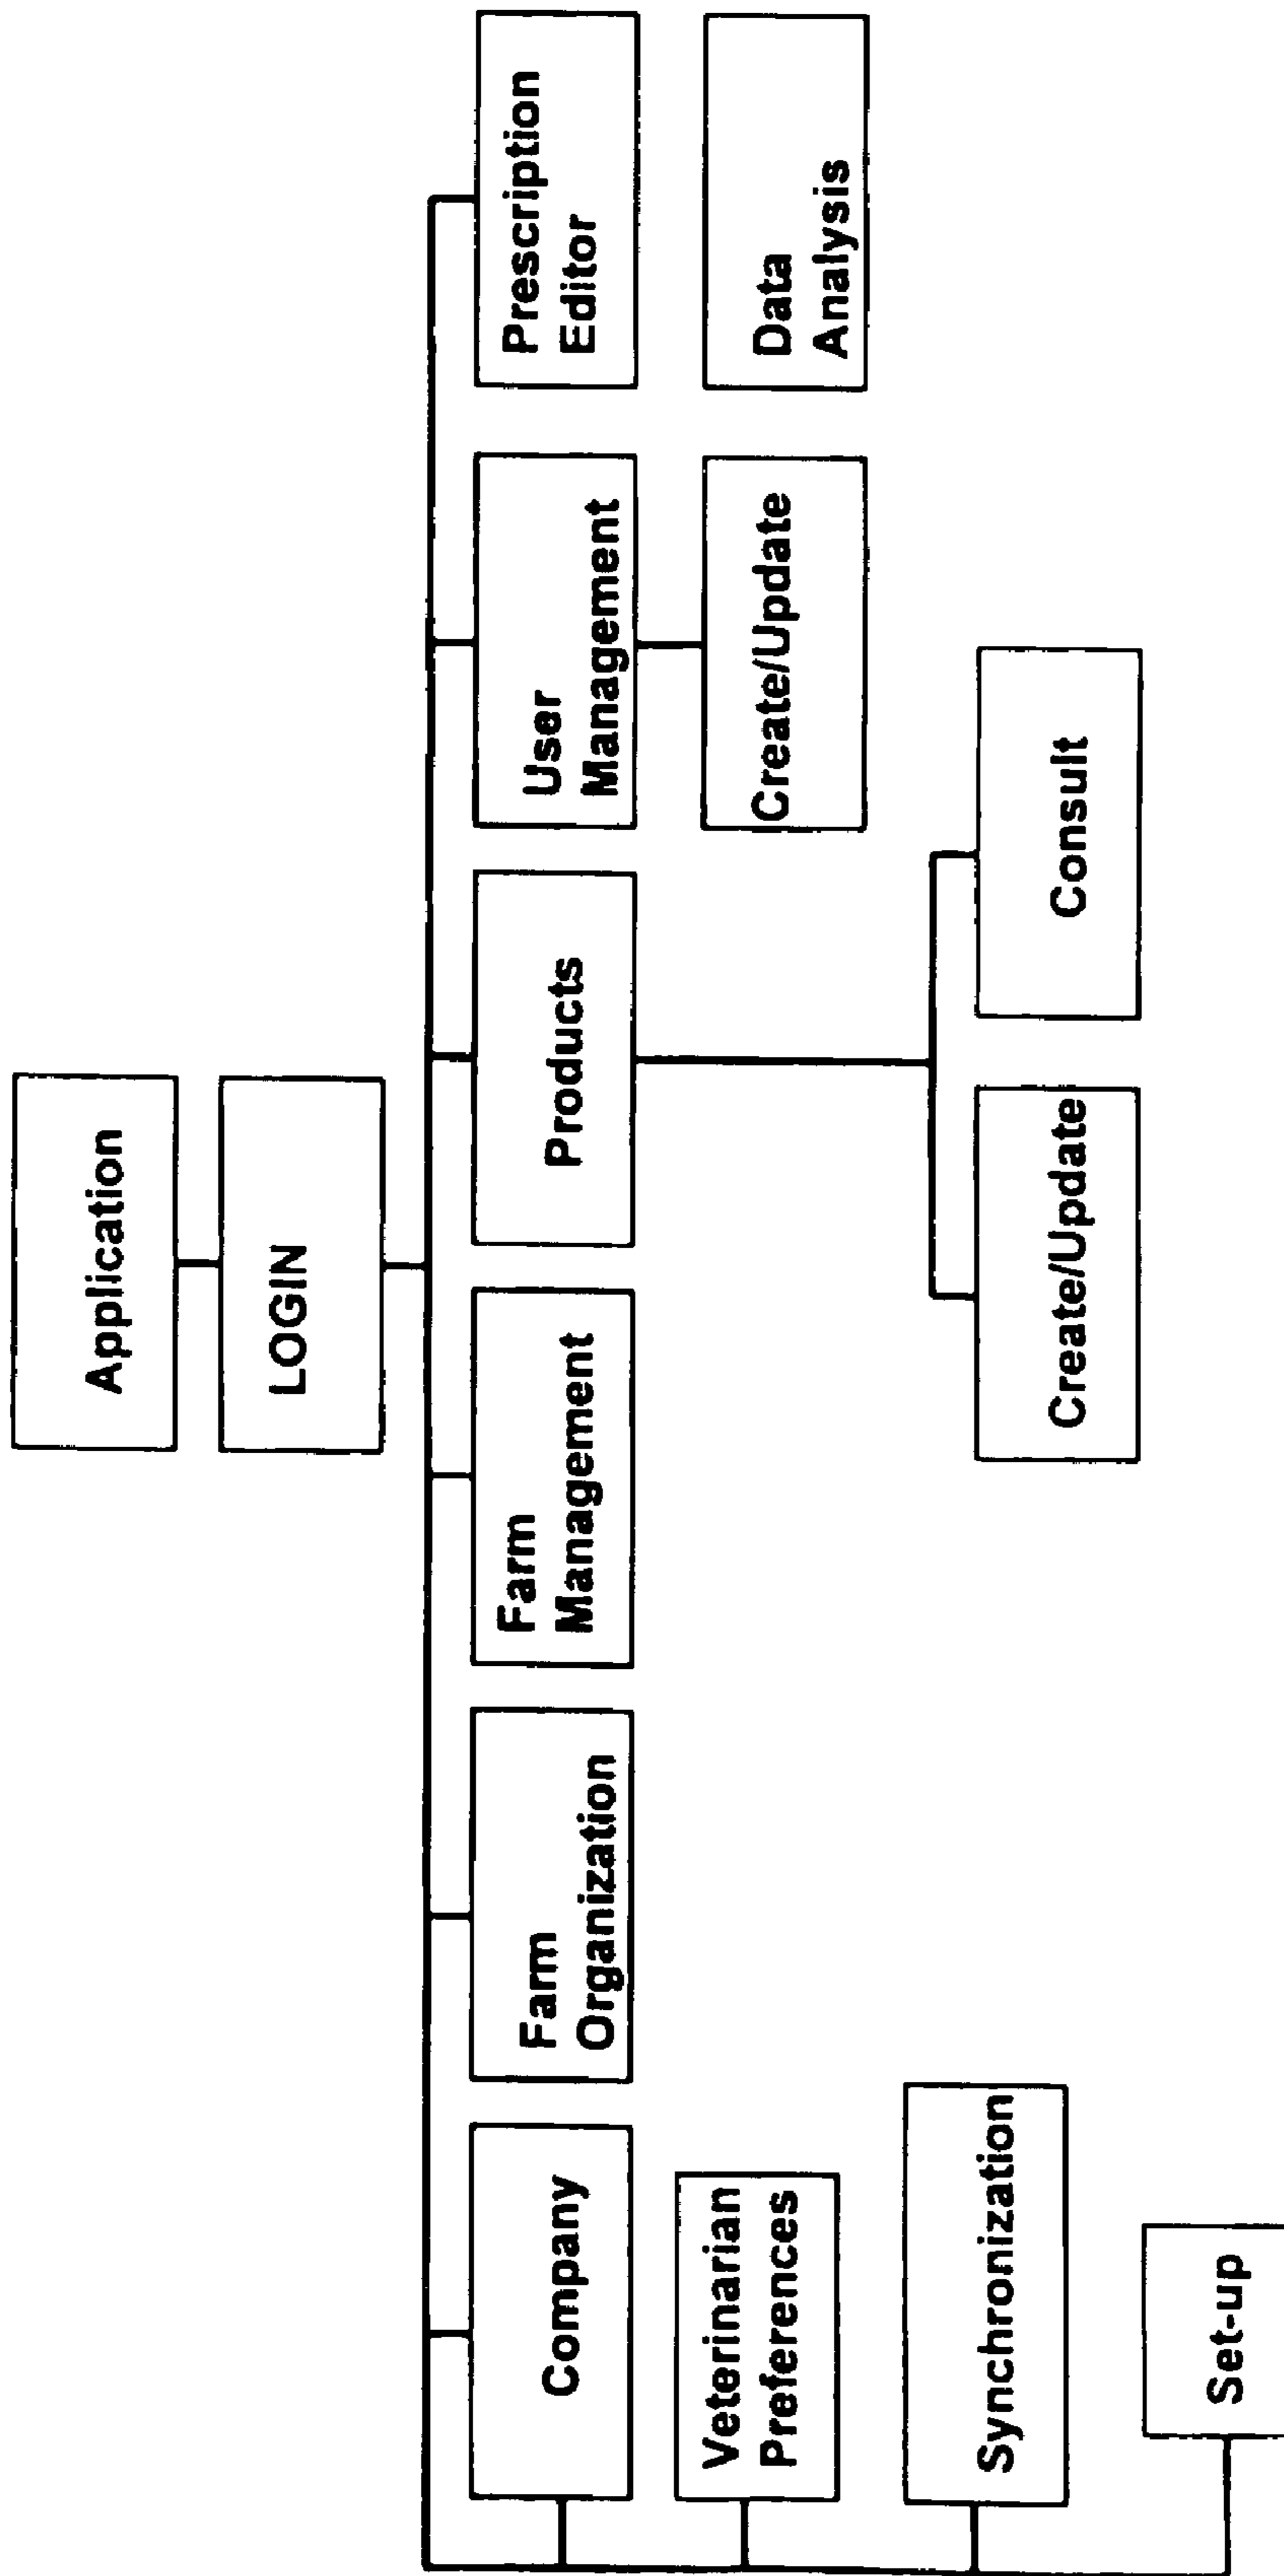 Application
LOGIN
Company
Farm
Organization
Farm
Management
Products
User
Management
Prescription
Editor
Veterinarian
Preferences
Create/Update
Data
Analysis
Synchronization
Create/Update
Consult
Set-up